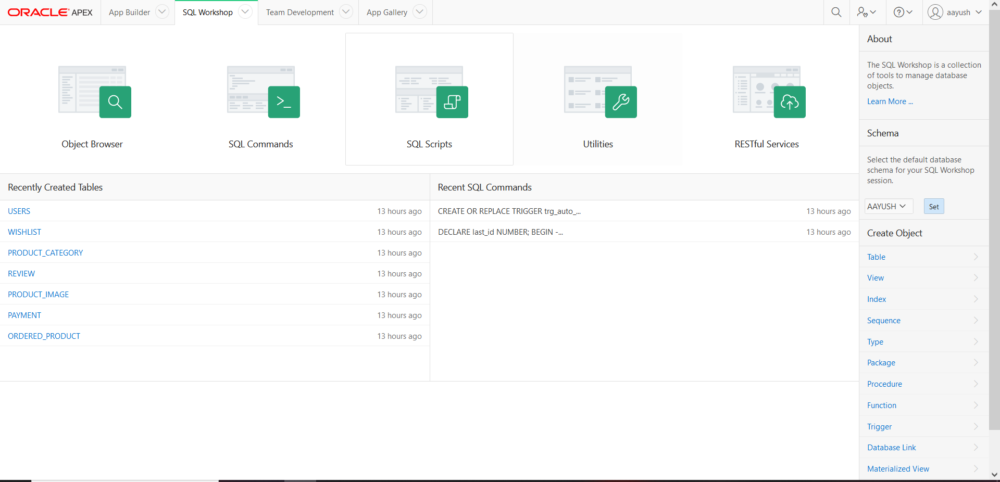 ORACLE APEX
App Builder
SQL Workshop
Team Development
App Gallery
aayush
Object Browser
SQL Commands
SQL Scripts
Utilities
RESTful Services
Recently Created Tables
USERS 13 hours ago
WISHLIST 13 hours ago
PRODUCT_CATEGORY 13 hours ago
REVIEW 13 hours ago
PRODUCT_IMAGE 13 hours ago
PAYMENT 13 hours ago
ORDERED_PRODUCT 13 hours ago
Recent SQL Commands
CREATE OR REPLACE TRIGGER trg_auto_... 13 hours ago
DECLARE last_id NUMBER; BEGIN -... 13 hours ago
About
The SQL Workshop is a collection
of tools to manage database
objects.
Learn More ...
Schema
Select the default database
schema for your SQL Workshop
session.
AAYUSH Set
Create Object
Table
View
Index
Sequence
Type
Package
Procedure
Function
Trigger
Database Link
Materialized View